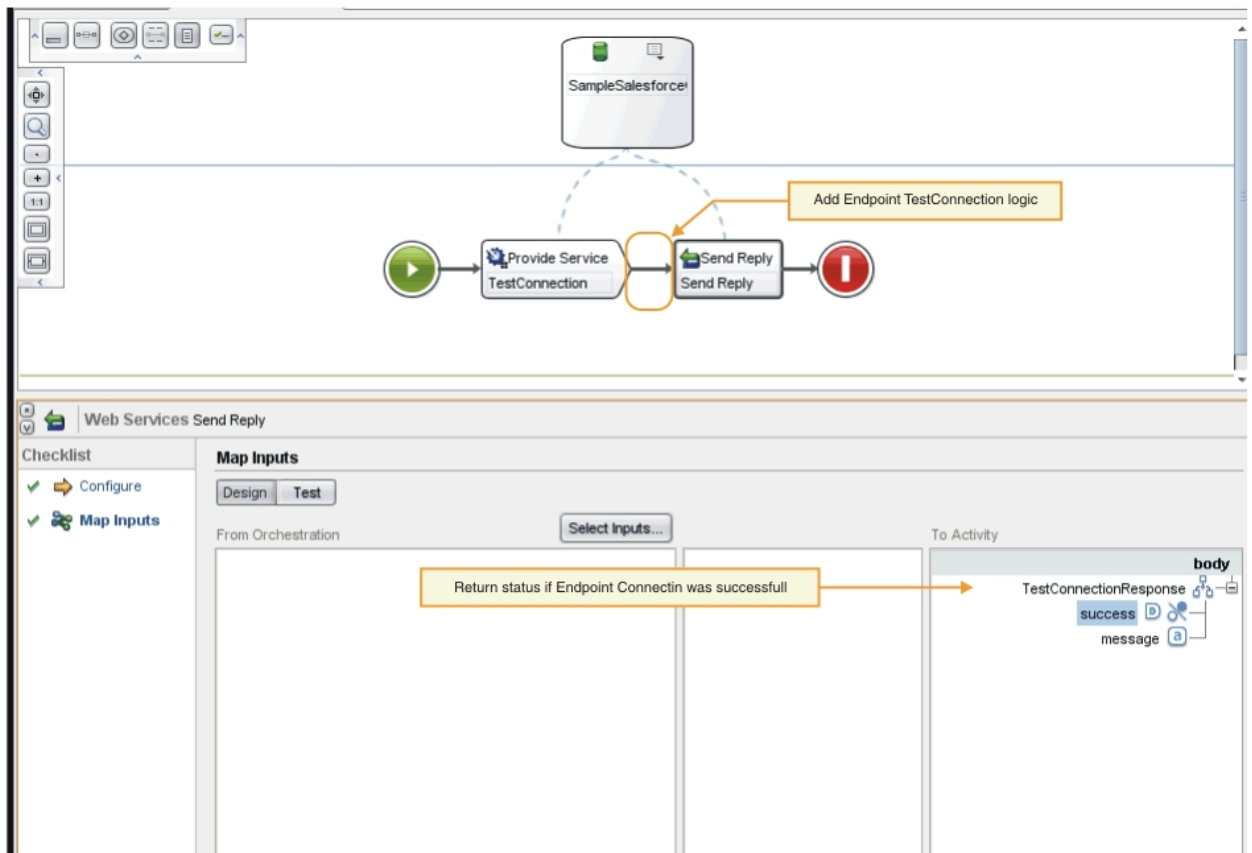 SampleSalesforce
Add Endpoint TestConnection logic
Provide Service
TestConnection
Send Reply
Send Reply
1:1
Web Services Send Reply
Checklist
Configure
Map Inputs
Map Inputs
Design
Test
From Orchestration
Select Inputs...
To Activity
body
Return status if Endpoint Connectin was successfull
TestConnectionResponse
success D
message a